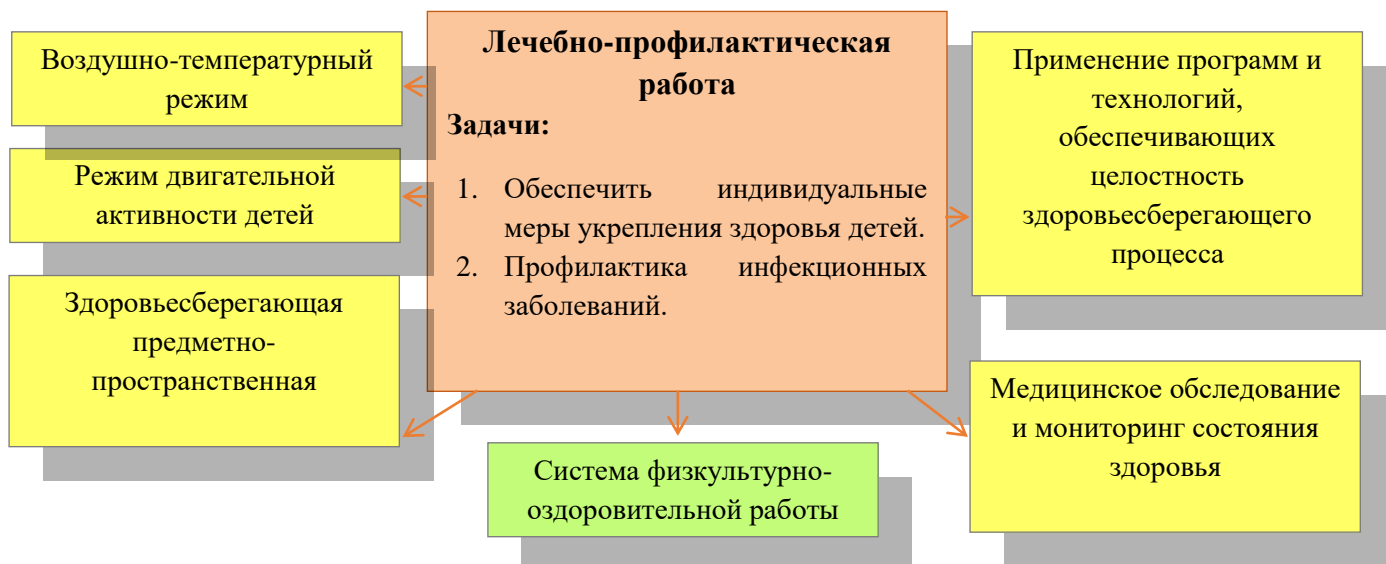 Воздушно-температурный
режим
Режим двигательной
активности детей
Здоровьесберегающая
предметно-
пространственная
Лечебно-профилактическая
работа
Задачи:
1. Обеспечить индивидуальные
меры укрепления здоровья детей.
2. Профилактика инфекционных
заболеваний.
Система физкультурно-
оздоровительной работы
Применение программ и
технологий,
обеспечивающих
целостность
здоровьесберегающего
процесса
Медицинское обследование
и мониторинг состояния
здоровья